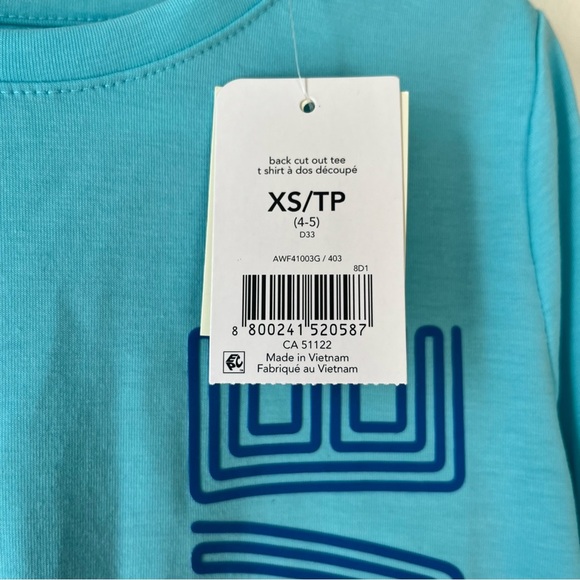 back cut out tee
t shirt à dos découpé
XS/TP
(4-5)
D33
AWF41003G / 403
8D1
8 800241 520587
CA 51122
Made in Vietnam
Fabriqué au Vietnam